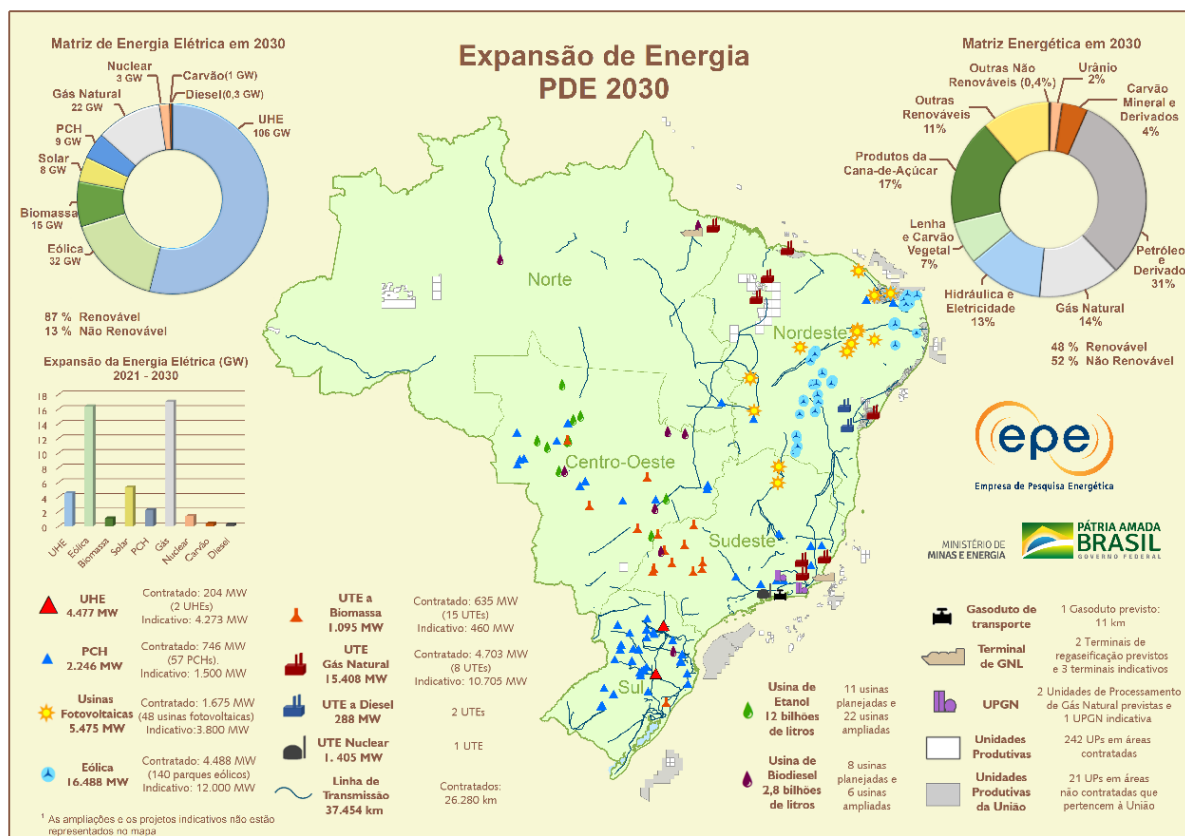 Expansão de Energia
PDE 2030
Matriz de Energia Elétrica em 2030
Nuclear
3 GW
Carvão(1 GW)
Diesel(0,3 GW)
Gás Natural
22 GW
UHE
106 GW
PCH
9 GW
Solar
8 GW
Biomassa
15 GW
Eólica
32 GW
87 % Renovável
13 % Não Renovável
Expansão da Energia Elétrica (GW)
2021 - 2030
18
16
14
12
10
8
6
4
2
0
UHE
Eólica
Biomassa
Solar
PCH
Gás
Nuclear
Carvão
Diesel
Matriz Energética em 2030
Outras Não
Renováveis (0,4%)
Urânio
2%
Carvão
Mineral e
Derivados
4%
Outras
Renováveis
11%
Produtos da
Cana-de-Açúcar
17%
Lenha
e Carvão
Vegetal
7%
Hidráulica e
Eletricidade
13%
Gás Natural
14%
Petróleo
e
Derivado
31%
48 % Renovável
52 % Não Renovável
Norte
Nordeste
Centro-Oeste
Sudeste
Sul
epe
Empresa de Pesquisa Energética
MINISTÉRIO DE
MINAS E ENERGIA
PÁTRIA AMADA
BRASIL
GOVERNO FEDERAL
UHE
4.477 MW
Contratado: 204 MW
(2 UHEs)
Indicativo: 4.273 MW
PCH
2.246 MW
Contratado: 746 MW
(57 PCHs).
Indicativo: 1.500 MW
Usinas
Fotovoltaicas
5.475 MW
Contratado: 1.675 MW
(48 usinas fotovoltaicas)
Indicativo:3.800 MW
Eólica
16.488 MW
Contratado: 4.488 MW
(140 parques eólicos)
Indicativo: 12.000 MW
UTE a
Biomassa
1.095 MW
Contratado: 635 MW
(15 UTEs)
Indicativo: 460 MW
UTE
Gás Natural
15.408 MW
Contratado: 4.703 MW
(8 UTEs)
Indicativo: 10.705 MW
UTE a Diesel
288 MW
2 UTEs
UTE Nuclear
1. 405 MW
1 UTE
Linha de
Transmissão
37.454 km
Contratados:
26.280 km
Usina de
Etanol
12 bilhões
de litros
11 usinas
planejadas e
22 usinas
ampliadas
Usina de
Biodiesel
2,8 bilhões
de litros
8 usinas
planejadas e
6 usinas
ampliadas
Gasoduto de
transporte
1 Gasoduto previsto:
11 km
Terminal
de GNL
2 Terminais de
regaseificação previstos
e 3 terminais indicativos
UPGN
2 Unidades de Processamento
de Gás Natural previstas e
1 UPGN indicativa
Unidades
Produtivas
242 UPs em áreas
contratadas
Unidades
Produtivas
da União
21 UPs em áreas
não contratadas que
pertencem à União
¹ As ampliações e os projetos indicativos não estão
representados no mapa